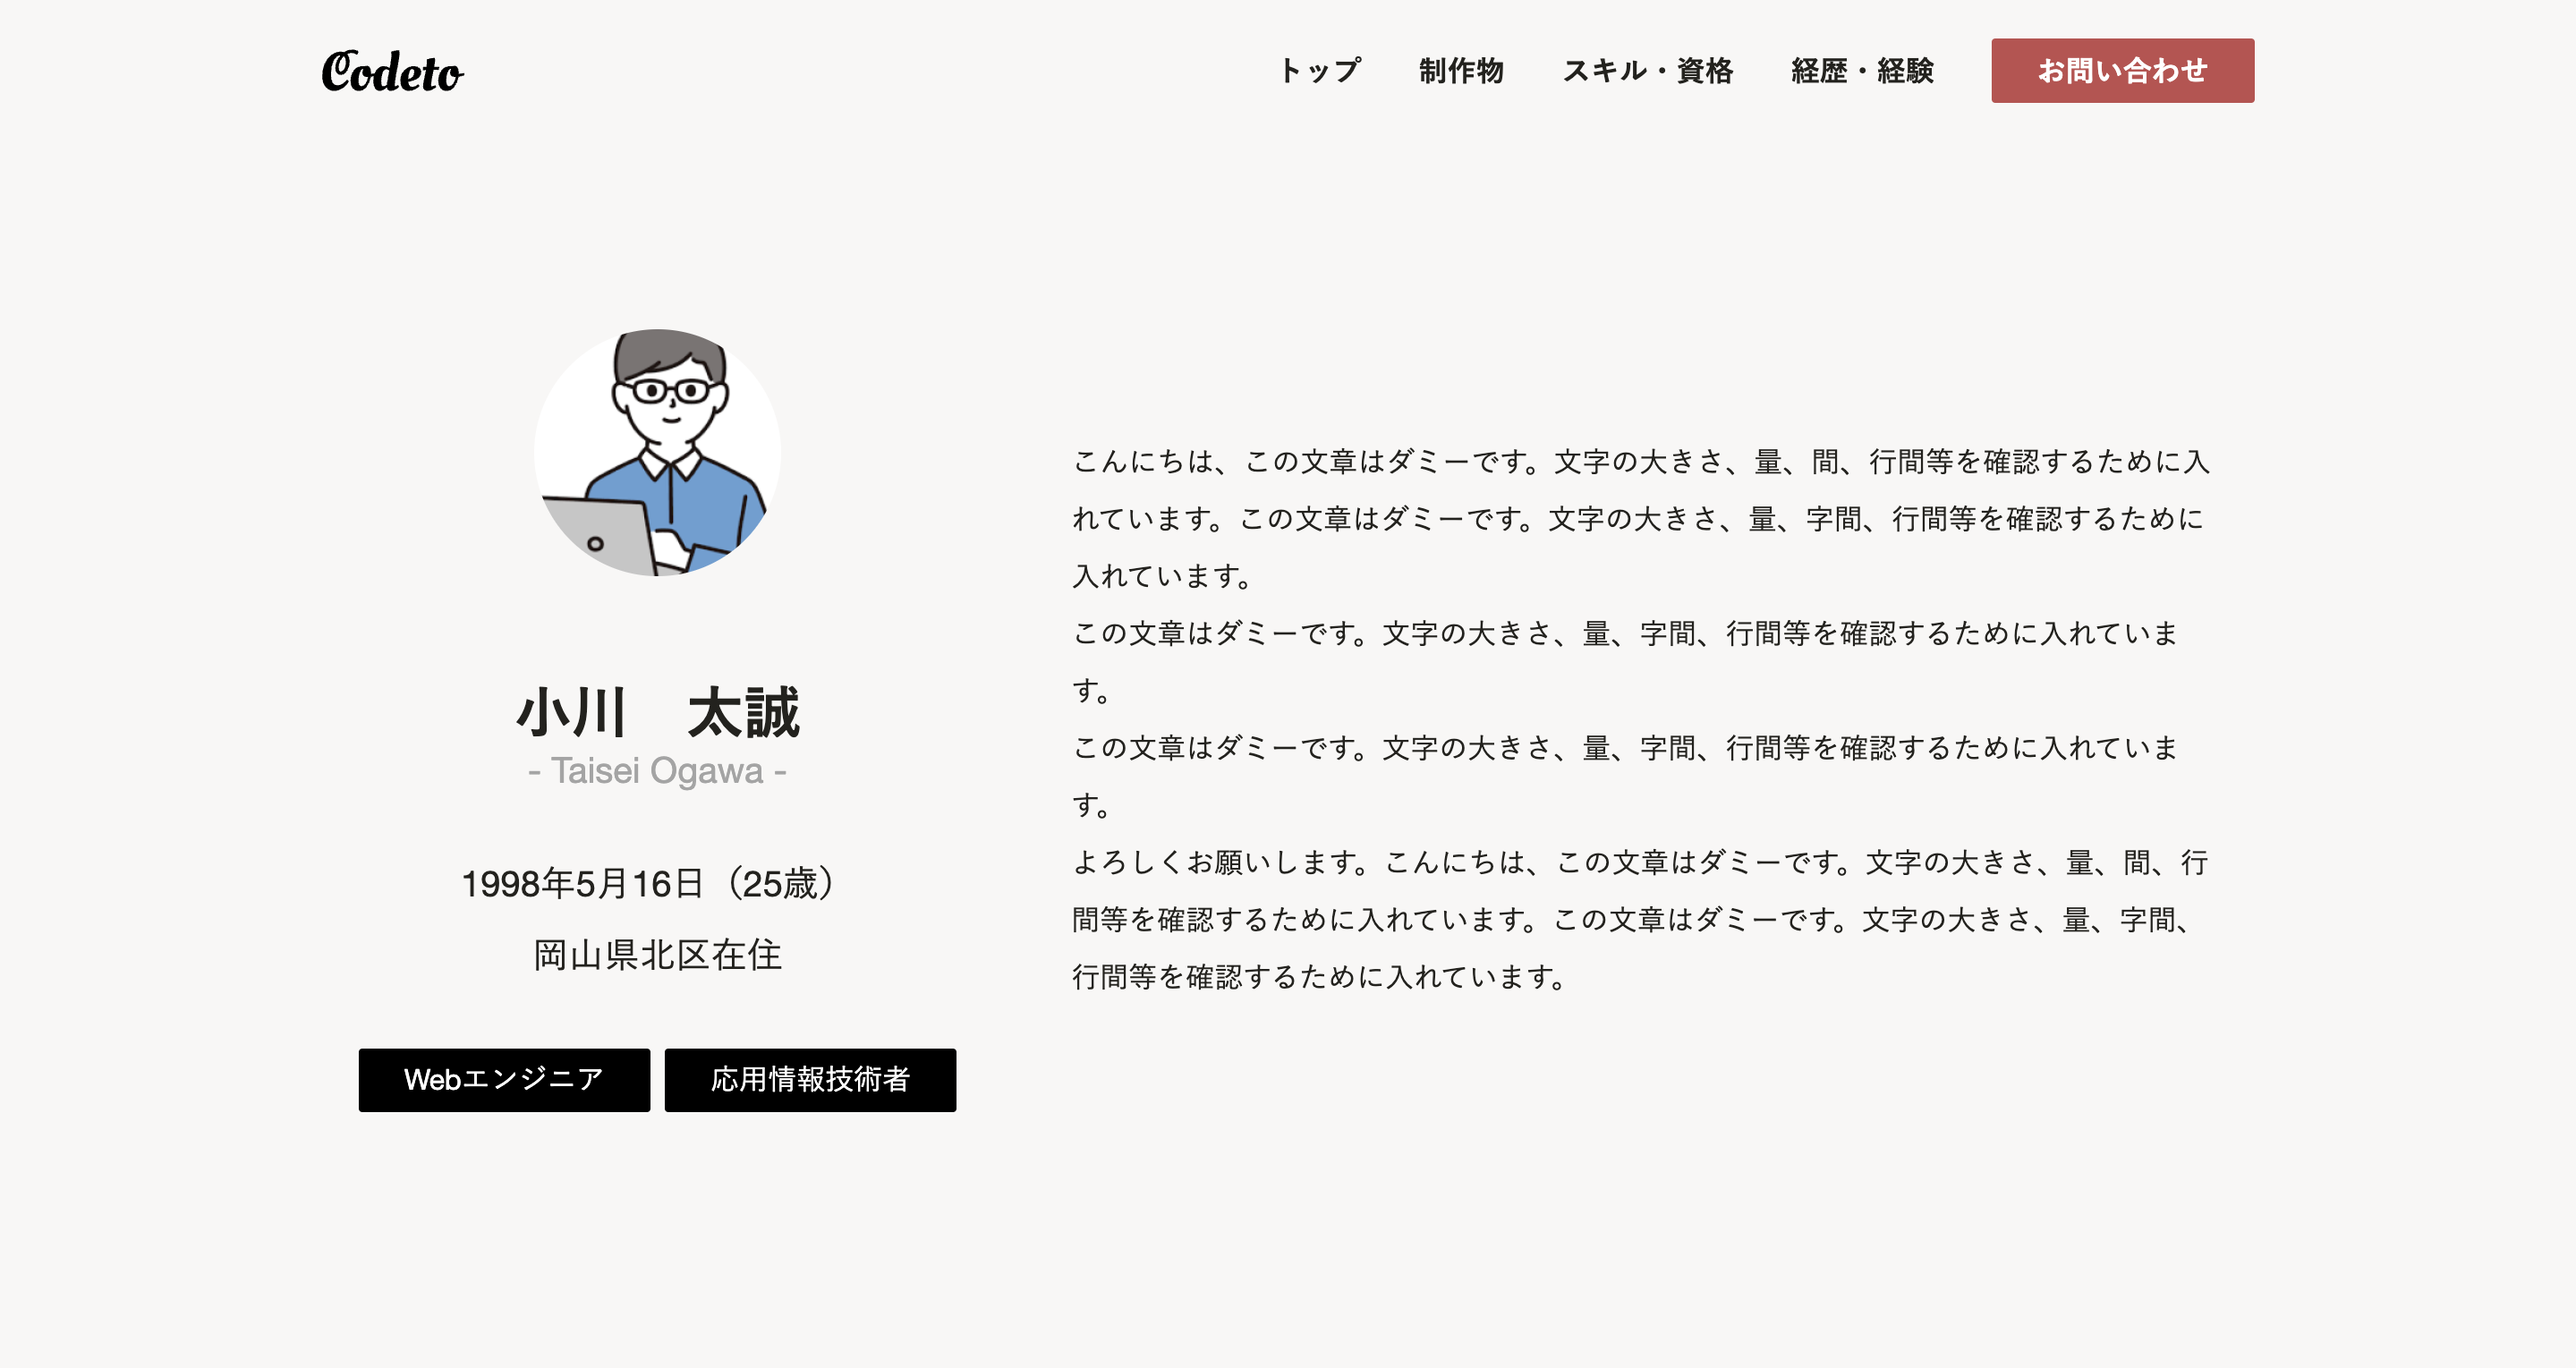 Codeto
トップ 制作物 スキル・資格 経歴・経験 お問い合わせ
小川　太誠
- Taisei Ogawa -
1998年5月16日（25歳）
岡山県北区在住
Webエンジニア 応用情報技術者
こんにちは、この文章はダミーです。文字の大きさ、量、間、行間等を確認するために入
れています。この文章はダミーです。文字の大きさ、量、字間、行間等を確認するために
入れています。
この文章はダミーです。文字の大きさ、量、字間、行間等を確認するために入れていま
す。
この文章はダミーです。文字の大きさ、量、字間、行間等を確認するために入れていま
す。
よろしくお願いします。こんにちは、この文章はダミーです。文字の大きさ、量、間、行
間等を確認するために入れています。この文章はダミーです。文字の大きさ、量、字間、
行間等を確認するために入れています。